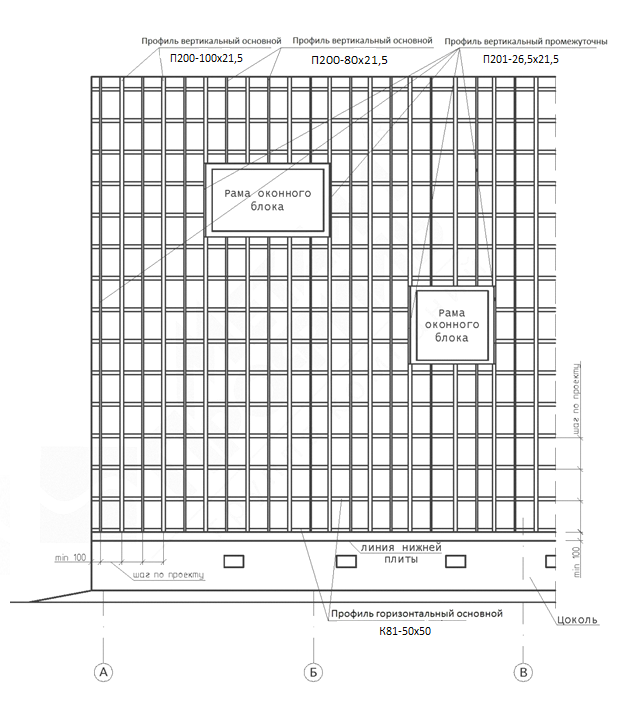 Профиль вертикальный основной
Профиль вертикальный основной
Профиль вертикальный промежуточны
П200-100х21,5
П200-80х21,5
П201-26,5х21,5
Рама оконного
блока
Рама
оконного
блока
шаг по проекту
min 100
шаг по проекту
линия нижней
плиты
min 100
Профиль горизонтальный основной
К81-50х50
Цоколь
А
Б
В